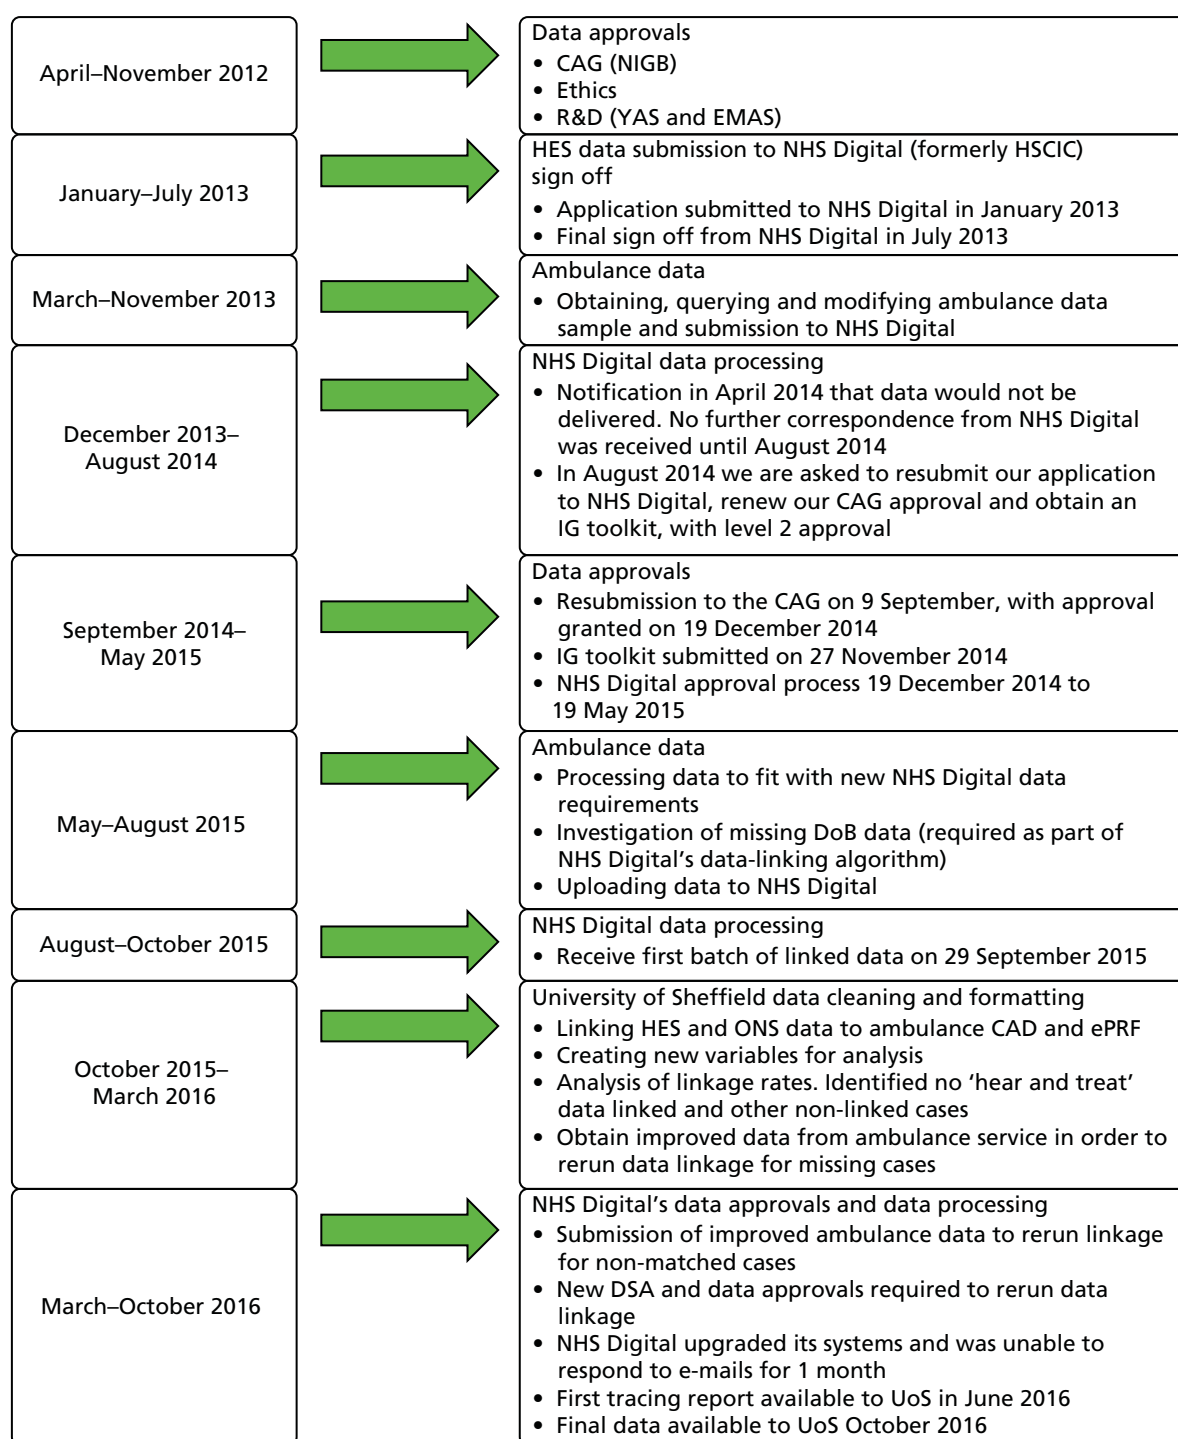 April–November 2012
Data approvals
• CAG (NIGB)
• Ethics
• R&D (YAS and EMAS)
January–July 2013
HES data submission to NHS Digital (formerly HSCIC)
sign off
• Application submitted to NHS Digital in January 2013
• Final sign off from NHS Digital in July 2013
March–November 2013
Ambulance data
• Obtaining, querying and modifying ambulance data
sample and submission to NHS Digital
December 2013–
August 2014
NHS Digital data processing
• Notification in April 2014 that data would not be
delivered. No further correspondence from NHS Digital
was received until August 2014
• In August 2014 we are asked to resubmit our application
to NHS Digital, renew our CAG approval and obtain an
IG toolkit, with level 2 approval
September 2014–
May 2015
Data approvals
• Resubmission to the CAG on 9 September, with approval
granted on 19 December 2014
• IG toolkit submitted on 27 November 2014
• NHS Digital approval process 19 December 2014 to
19 May 2015
May–August 2015
Ambulance data
• Processing data to fit with new NHS Digital data
requirements
• Investigation of missing DoB data (required as part of
NHS Digital's data-linking algorithm)
• Uploading data to NHS Digital
August–October 2015
NHS Digital data processing
• Receive first batch of linked data on 29 September 2015
October 2015–
March 2016
University of Sheffield data cleaning and formatting
• Linking HES and ONS data to ambulance CAD and ePRF
• Creating new variables for analysis
• Analysis of linkage rates. Identified no 'hear and treat'
data linked and other non-linked cases
• Obtain improved data from ambulance service in order to
rerun data linkage for missing cases
March–October 2016
NHS Digital's data approvals and data processing
• Submission of improved ambulance data to rerun linkage
for non-matched cases
• New DSA and data approvals required to rerun data
linkage
• NHS Digital upgraded its systems and was unable to
respond to e-mails for 1 month
• First tracing report available to UoS in June 2016
• Final data available to UoS October 2016